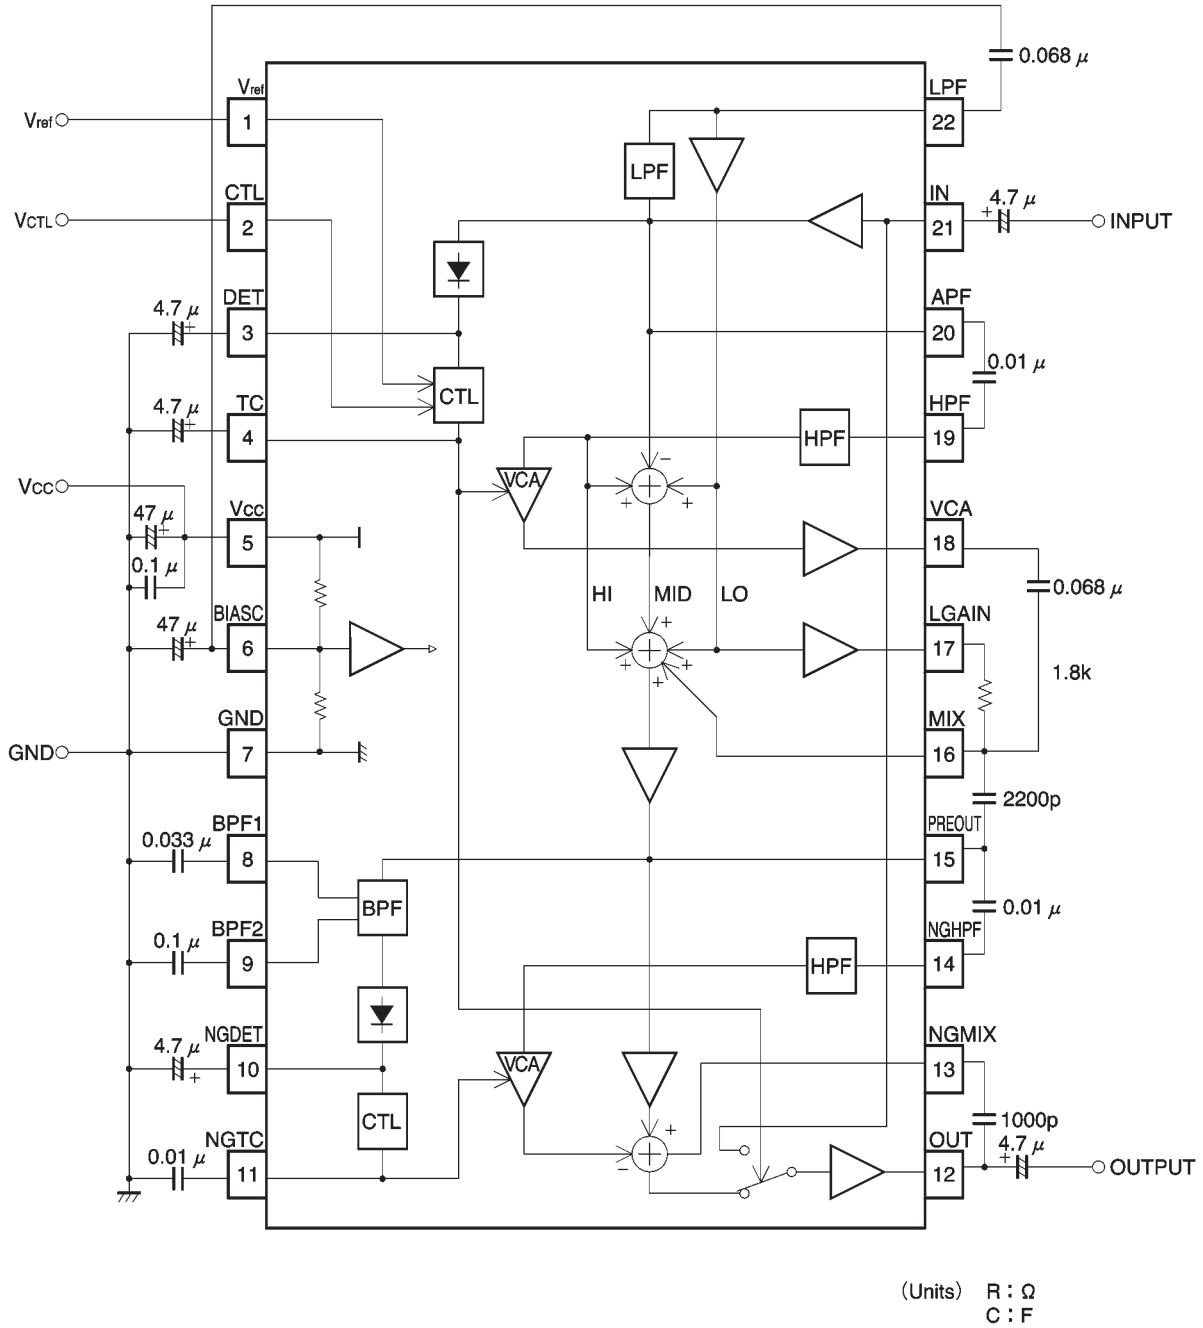 0.068 μ
Vref
Vref
1
LPF
22
LPF
CTL
VCTL
2
IN
21
4.7 μ
+
INPUT
DET
4.7 μ
+
3
APF
20
0.01 μ
CTL
TC
4.7 μ
+
4
HPF
HPF
19
VCA
−
+
+
+
VCC
47 μ
+
Vcc
5
VCA
18
0.1 μ
0.068 μ
HI
MID
LO
BIASC
47 μ
+
6
+
+
+
+
+
LGAIN
17
1.8k
GND
GND
7
MIX
16
2200p
BPF1
0.033 μ
8
PREOUT
15
BPF
0.01 μ
BPF2
0.1 μ
9
NGHPF
14
HPF
NGDET
4.7 μ
+
10
VCA
NGMIX
13
CTL
1000p
NGTC
0.01 μ
11
+
−
+
OUT
12
4.7 μ
+
OUTPUT
(Units) R : Ω
C : F